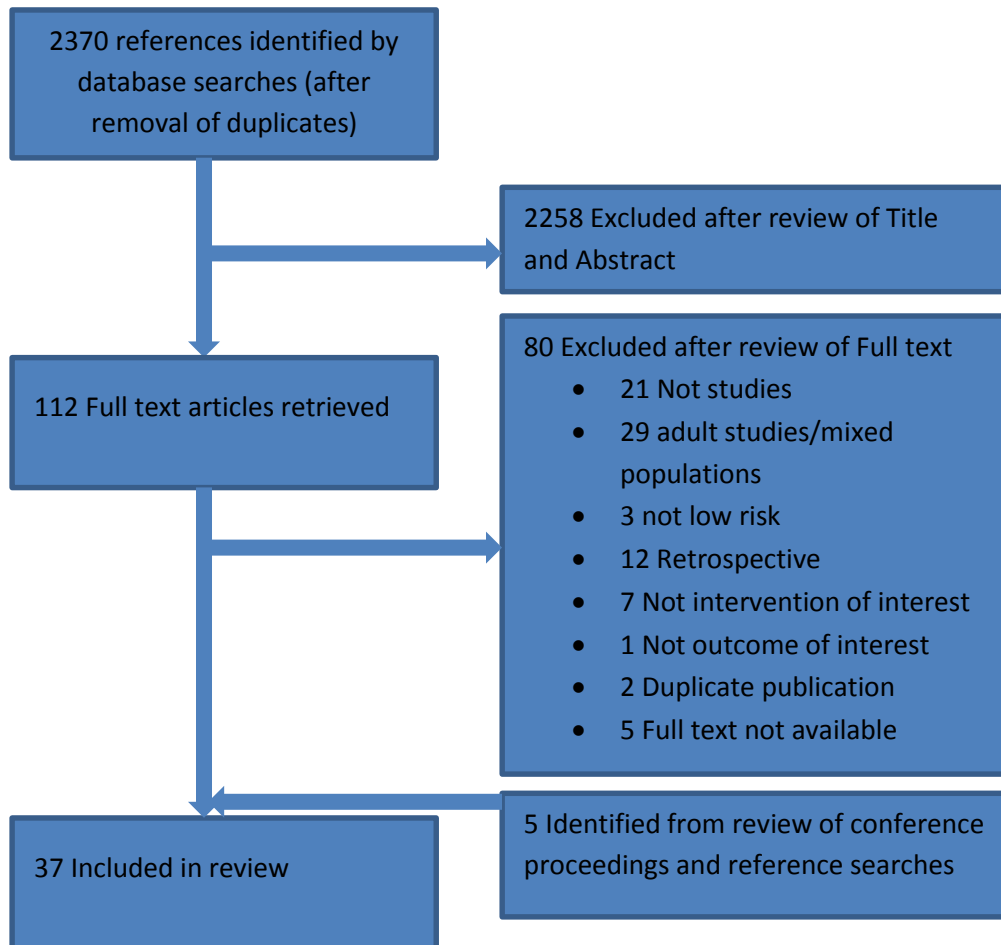 2370 references identified by
database searches (after
removal of duplicates)
2258 Excluded after review of Title
and Abstract
112 Full text articles retrieved
80 Excluded after review of Full text
• 21 Not studies
• 29 adult studies/mixed
populations
• 3 not low risk
• 12 Retrospective
• 7 Not intervention of interest
• 1 Not outcome of interest
• 2 Duplicate publication
• 5 Full text not available
5 Identified from review of conference
proceedings and reference searches
37 Included in review